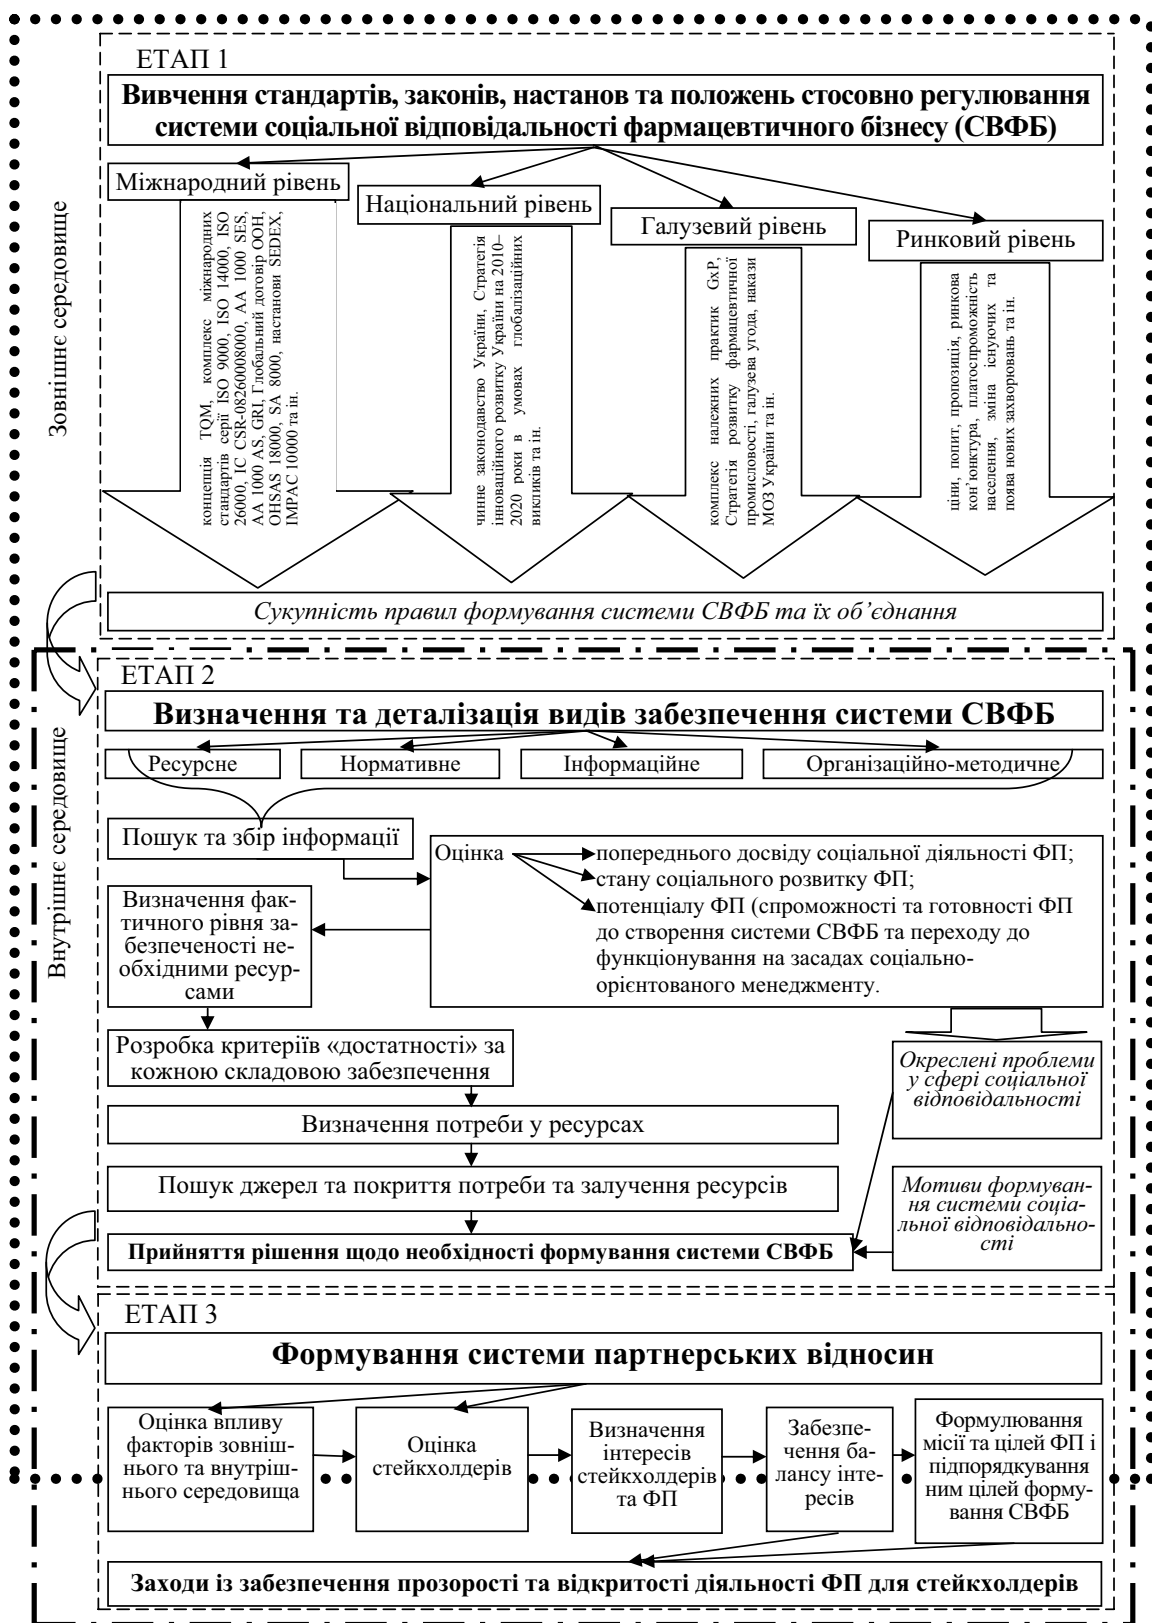 ЕТАП 1
Вивчення стандартів, законів, настанов та положень стосовно регулювання
системи соціальної відповідальності фармацевтичного бізнесу (СВФБ)
Зовнішнє середовище
Міжнародний рівень
Національний рівень
Галузевий рівень
Ринковий рівень
концепція TQM, комплекс міжнародних
стандартів серії ISO 9000, ISO 14000, ISO
26000, IC CSR-08260008000, AA 1000 SES,
AA 1000 AS, GRI, Глобальний договір ООН,
OHSAS 18000, SA 8000, настанови SEDEX,
IMPAC 10000 та ін.
чинне законодавство України, Стратегія
інноваційного розвитку України на 2010–
2020 роки в умовах глобалізаційних
викликів та ін.
комплекс належних практик GxP,
Стратегія розвитку фармацевтичної
промисловості, галузева угода, накази
МОЗ України та ін.
ціни, попит, пропозиція, ринкова
кон’юнктура, платоспроможність
населення, зміна існуючих та
поява нових захворювань та ін.
Сукупність правил формування системи СВФБ та їх об’єднання
ЕТАП 2
Визначення та деталізація видів забезпечення системи СВФБ
Внутрішнє середовище
Ресурсне
Нормативне
Інформаційне
Організаційно-методичне
Пошук та збір інформації
Оцінка
попереднього досвіду соціальної діяльності ФП;
стану соціального розвитку ФП;
потенціалу ФП (спроможності та готовності ФП
до створення системи СВФБ та переходу до
функціонування на засадах соціально-
орієнтованого менеджменту.
Визначення фак-
тичного рівня за-
безпеченості не-
обхідними ресур-
сами
Розробка критеріїв «достатності» за
кожною складовою забезпечення
Окреслені проблеми
у сфері соціальної
відповідальності
Визначення потреби у ресурсах
Пошук джерел та покриття потреби та залучення ресурсів
Мотиви формуван-
ня системи соціа-
льної відповідально-
сті
Прийняття рішення щодо необхідності формування системи СВФБ
ЕТАП 3
Формування системи партнерських відносин
Оцінка впливу
факторів зовніш-
нього та внутріш-
нього середовища
Оцінка
стейкхолдерів
Визначення
інтересів
стейкхолдерів
та ФП
Забезпе-
чення ба-
лансу інте-
ресів
Формулювання
місії та цілей ФП і
підпорядкування
ним цілей форму-
вання СВФБ
Заходи із забезпечення прозорості та відкритості діяльності ФП для стейкхолдерів